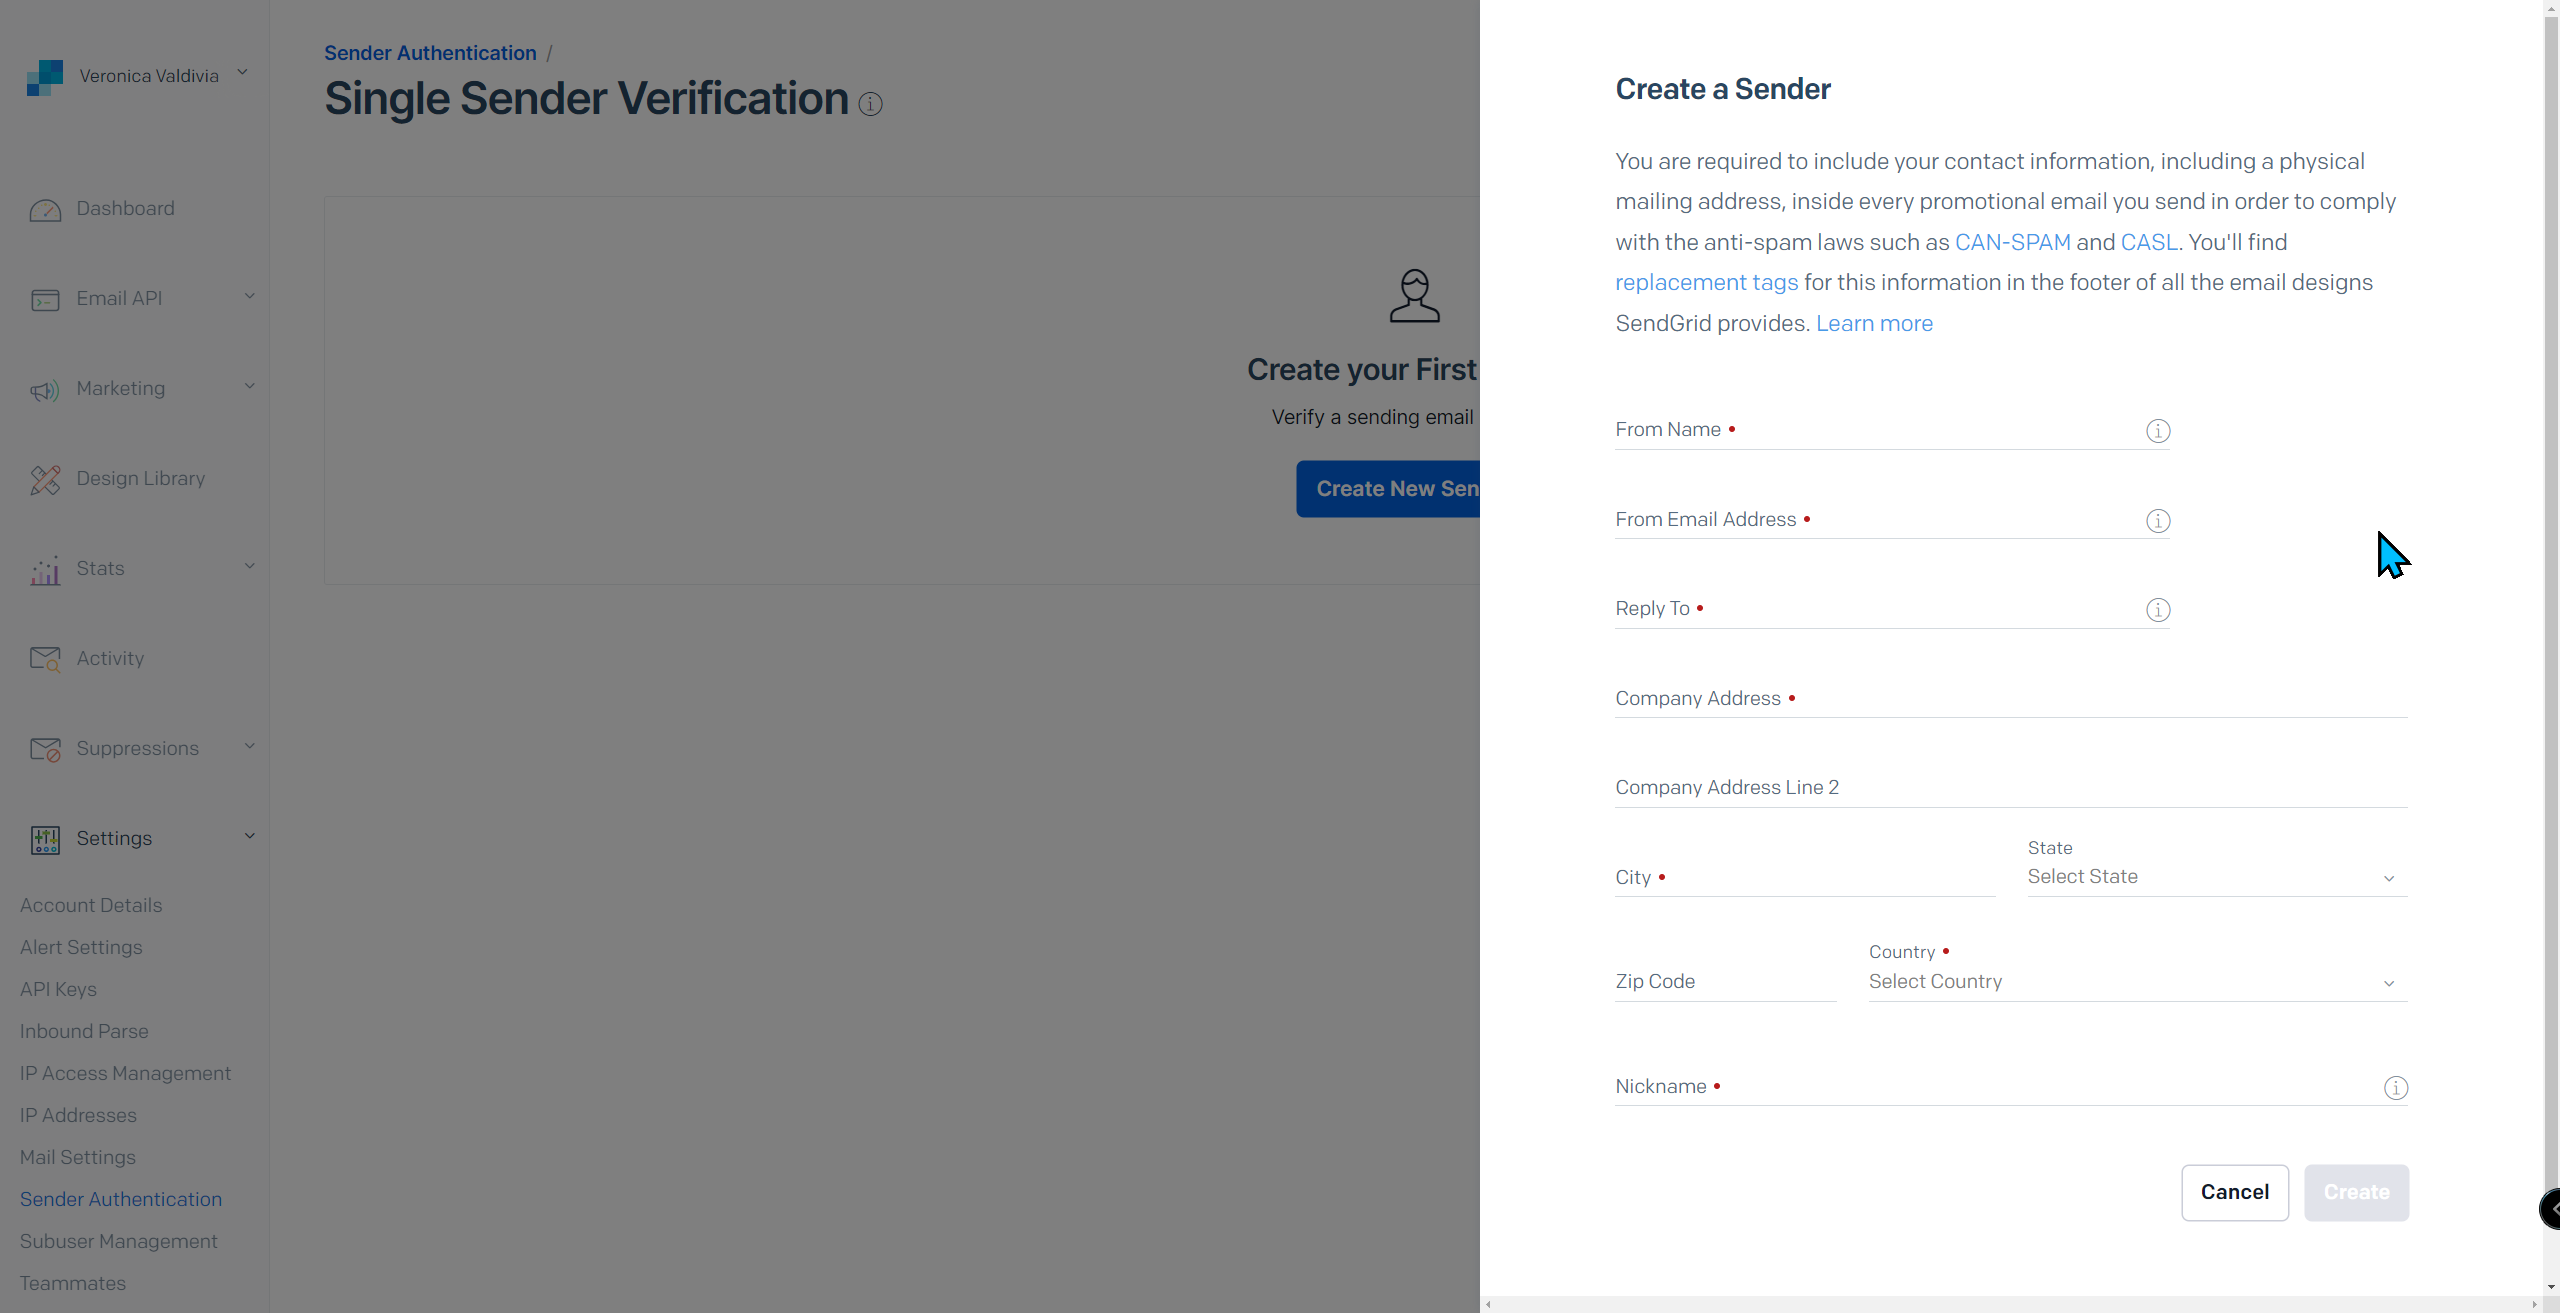 Veronica Valdivia
Dashboard
Email API
Marketing
Design Library
Stats
Activity
Suppressions
Settings
Account Details
Alert Settings
API Keys
Inbound Parse
IP Access Management
IP Addresses
Mail Settings
Sender Authentication
Subuser Management
Teammates
Sender Authentication /
Single Sender Verification
Create your First
Verify a sending email
Create New Sen
Create a Sender
You are required to include your contact information, including a physical
mailing address, inside every promotional email you send in order to comply
with the anti-spam laws such as CAN-SPAM and CASL. You'll find
replacement tags for this information in the footer of all the email designs
SendGrid provides. Learn more
From Name •
From Email Address •
Reply To •
Company Address •
Company Address Line 2
State
City •
Select State
Country •
Zip Code
Select Country
Nickname •
Cancel
Create